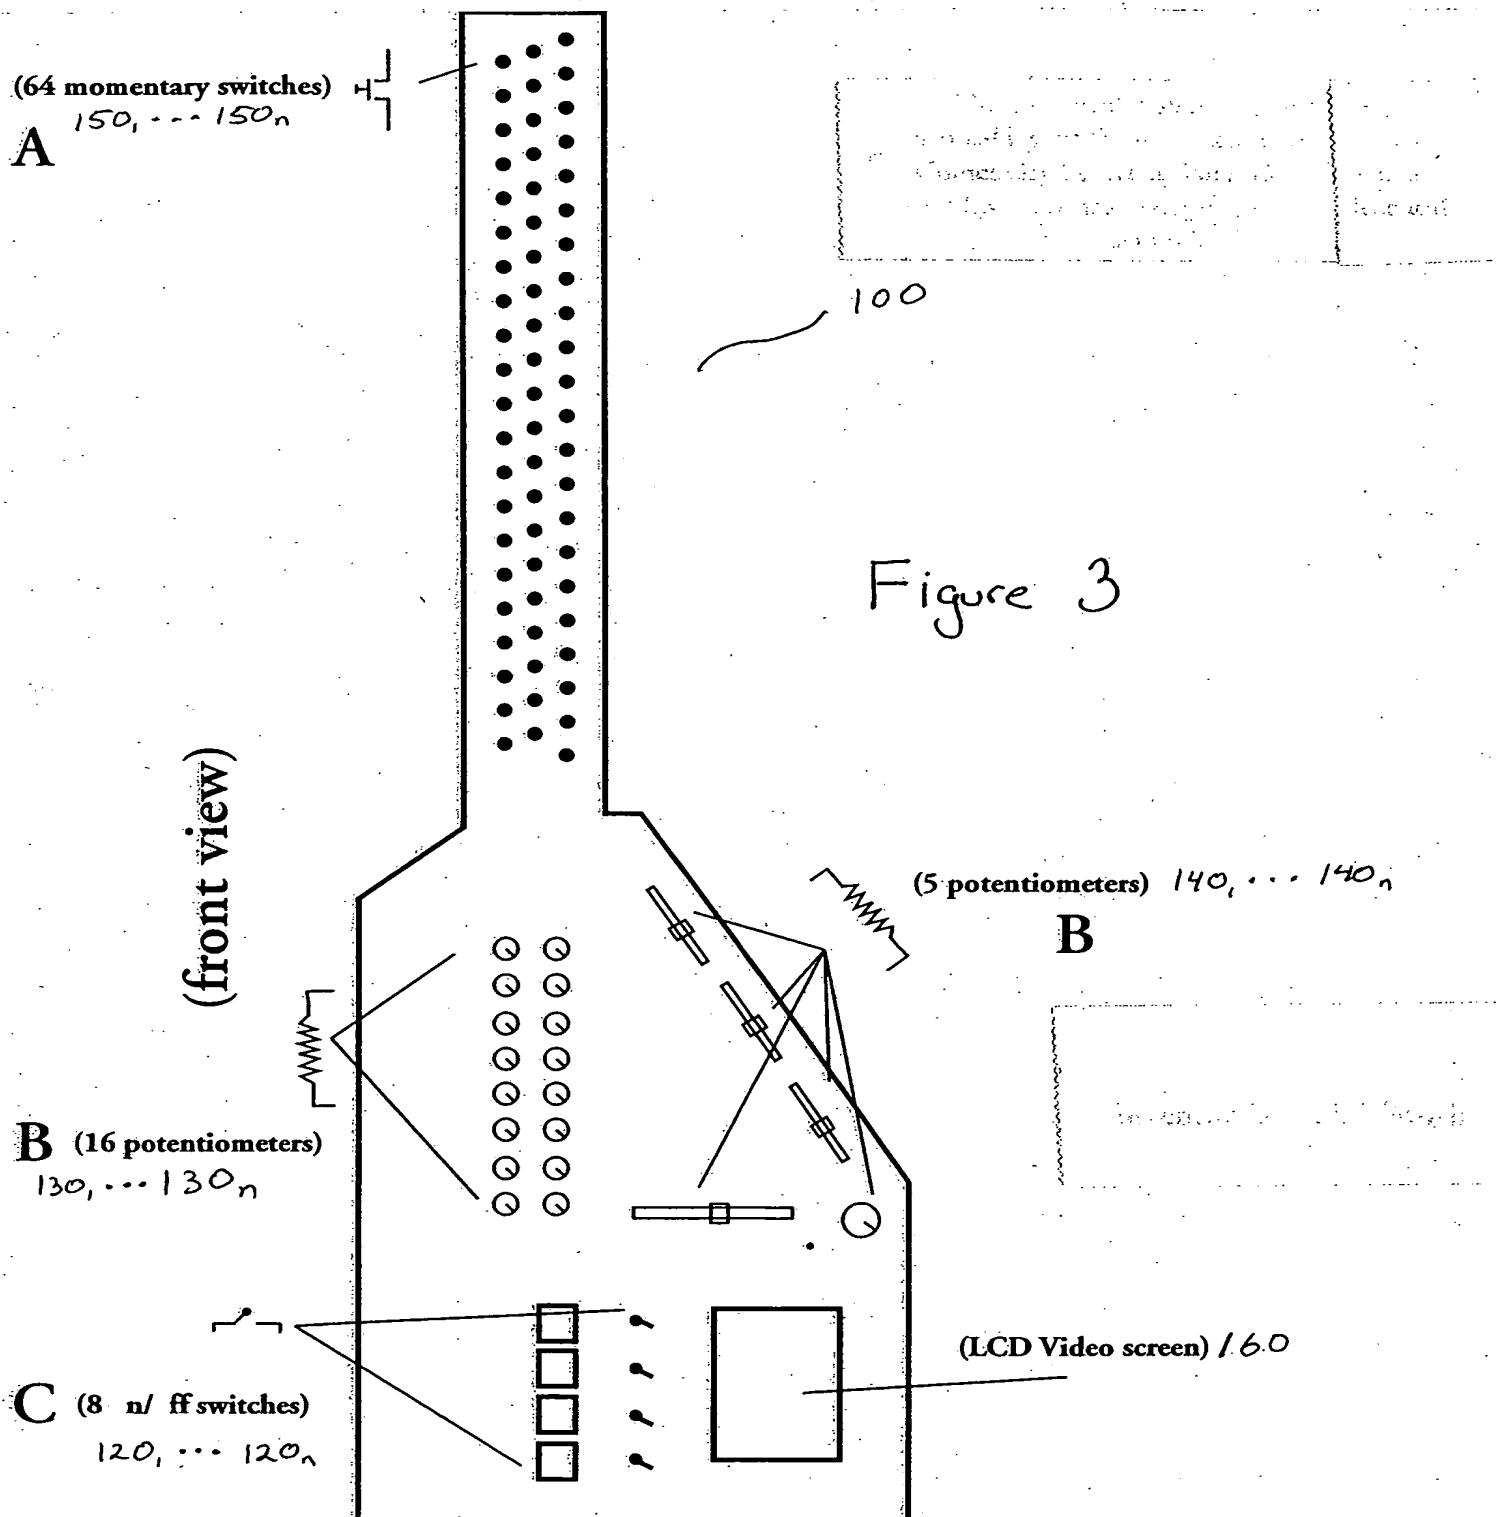 (64 momentary switches)
150, --- 150n
A
100
Figure 3
(front view)
(5 potentiometers) 140, ... 140n
B
B (16 potentiometers)
130, ... 130n
(LCD Video screen) 160
C (8 n/ ff switches)
120, ... 120n